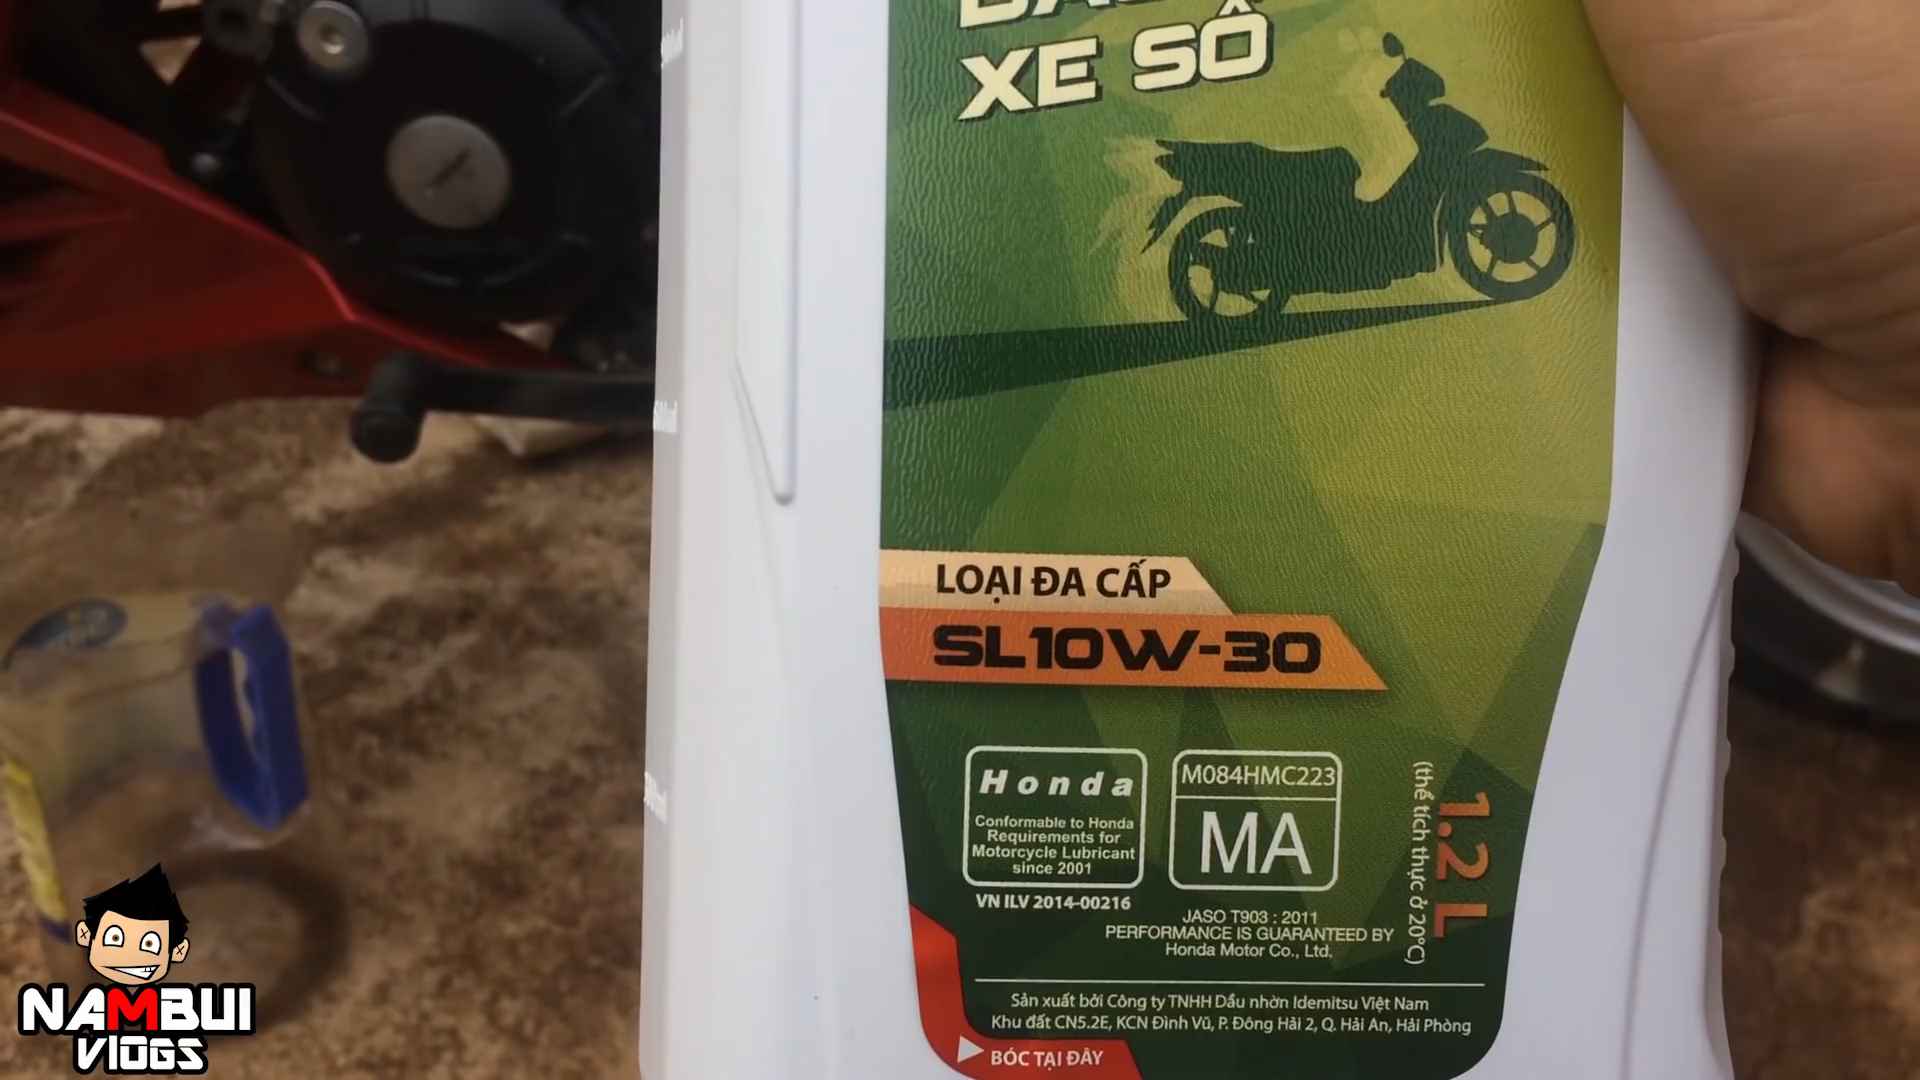 XE SỐ
LOẠI ĐA CẤP
SL10W-30
Honda
Conformable to Honda
Requirements for
Motorcycle Lubricant
since 2001
VN ILV 2014-00216
M084HMC223
MA
JASO T903 : 2011
PERFORMANCE IS GUARANTEED BY
Honda Motor Co., Ltd.
1.2 L
(thể tích thực ở 20°C)
Sản xuất bởi Công ty TNHH Dầu nhờn Idemitsu Việt Nam
Khu đất CN5.2E, KCN Đình Vũ, P. Đông Hải 2, Q. Hải An, Hải Phòng
BÓC TẠI ĐÂY
NAMBUI
VlOGS